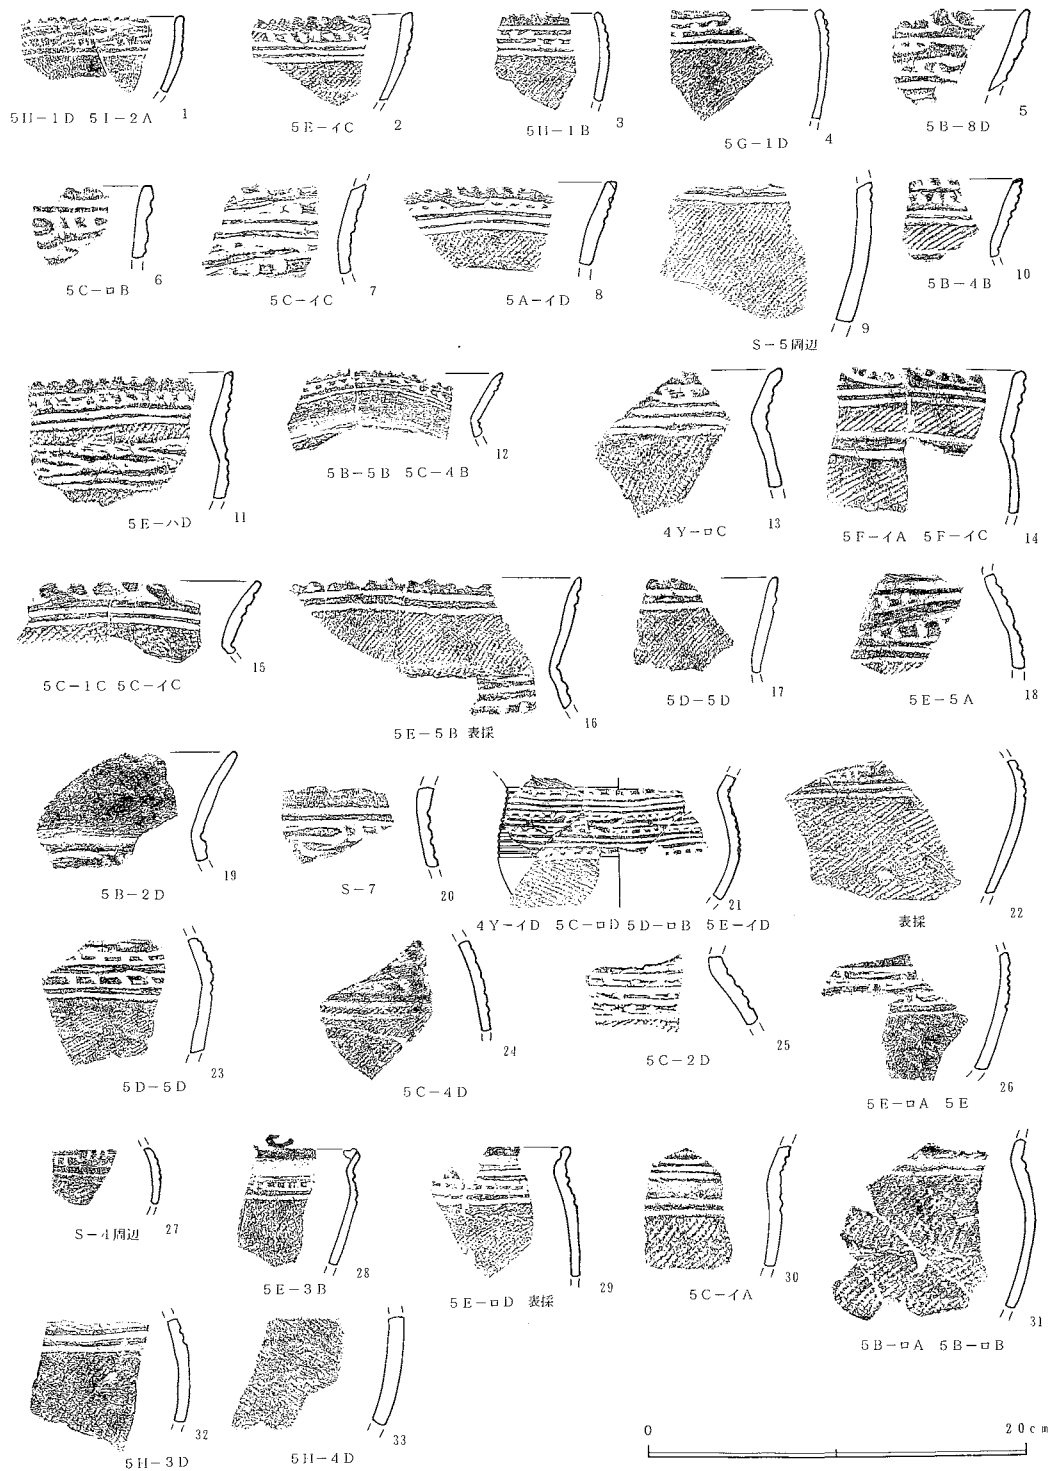 5H-1D 5I-2A 1
5E-イC 2
5H-1B 3
5G-1D 4
5B-8D 5
5C-ロB 6
5C-イC 7
5A-イD 8
S-5周辺 9
5B-4B 10
5E-ハD 11
5B-5B 5C-4B 12
4Y-ロC 13
5F-イA 5F-イC 14
5C-1C 5C-イC 15
5E-5B 表採 16
5D-5D 17
5E-5A 18
5B-2D 19
S-7 20
4Y-イD 5C-ロD 5D-ロB 5E-イD 21
表採 22
5D-5D 23
5C-4D 24
5C-2D 25
5E-ロA 5E 26
S-4周辺 27
5E-3B 28
5E-ロD 表採 29
5C-イA 30
5B-ロA 5B-ロB 31
5H-3D 32
5H-4D 33
0 20cm